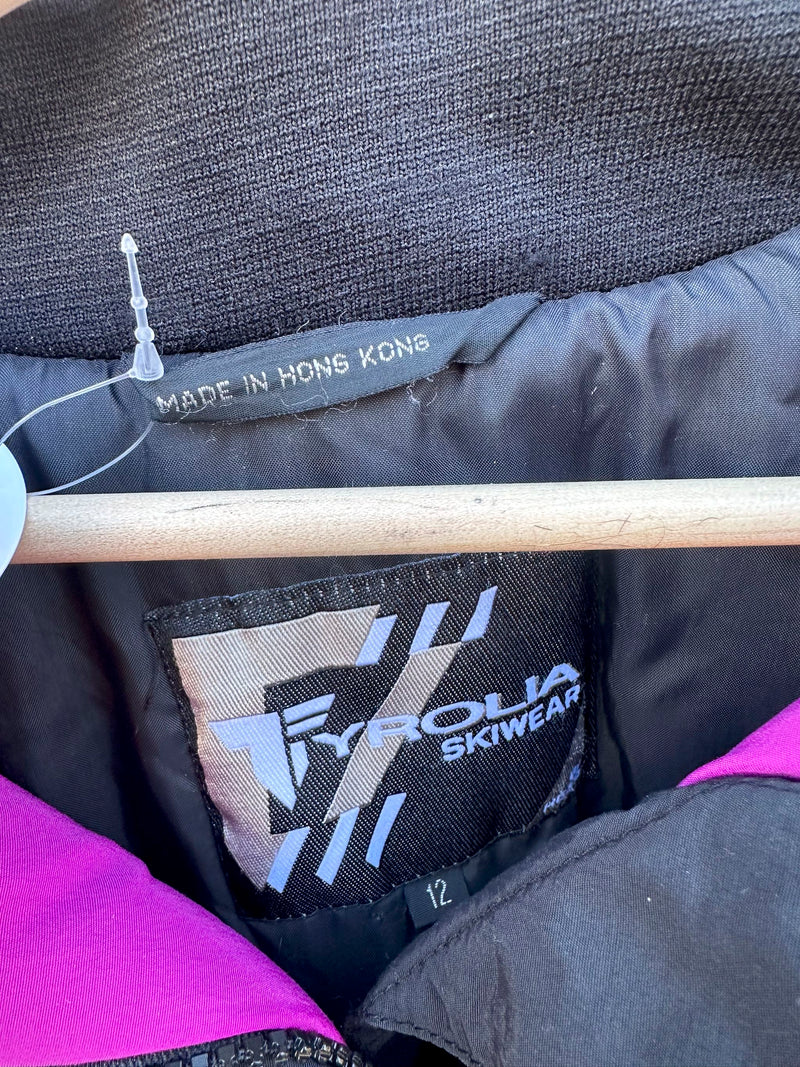 MADE IN HONG KONG
TYROLIA
SKIWEAR
12